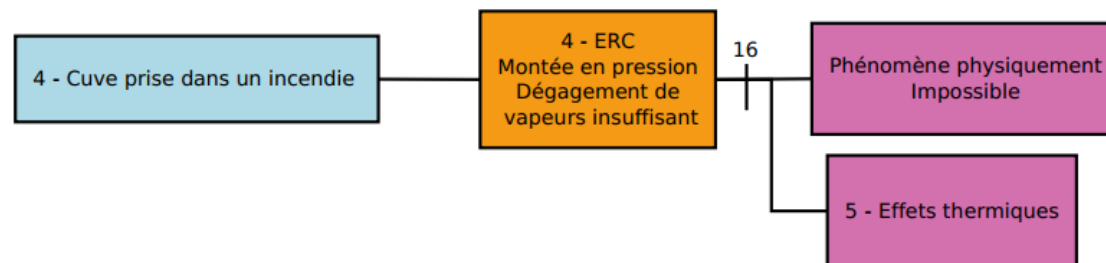 4 - Cuve prise dans un incendie
4 - ERC
Montée en pression
Dégagement de
vapeurs insuffisant
16
Phénomène physiquement
Impossible
5 - Effets thermiques